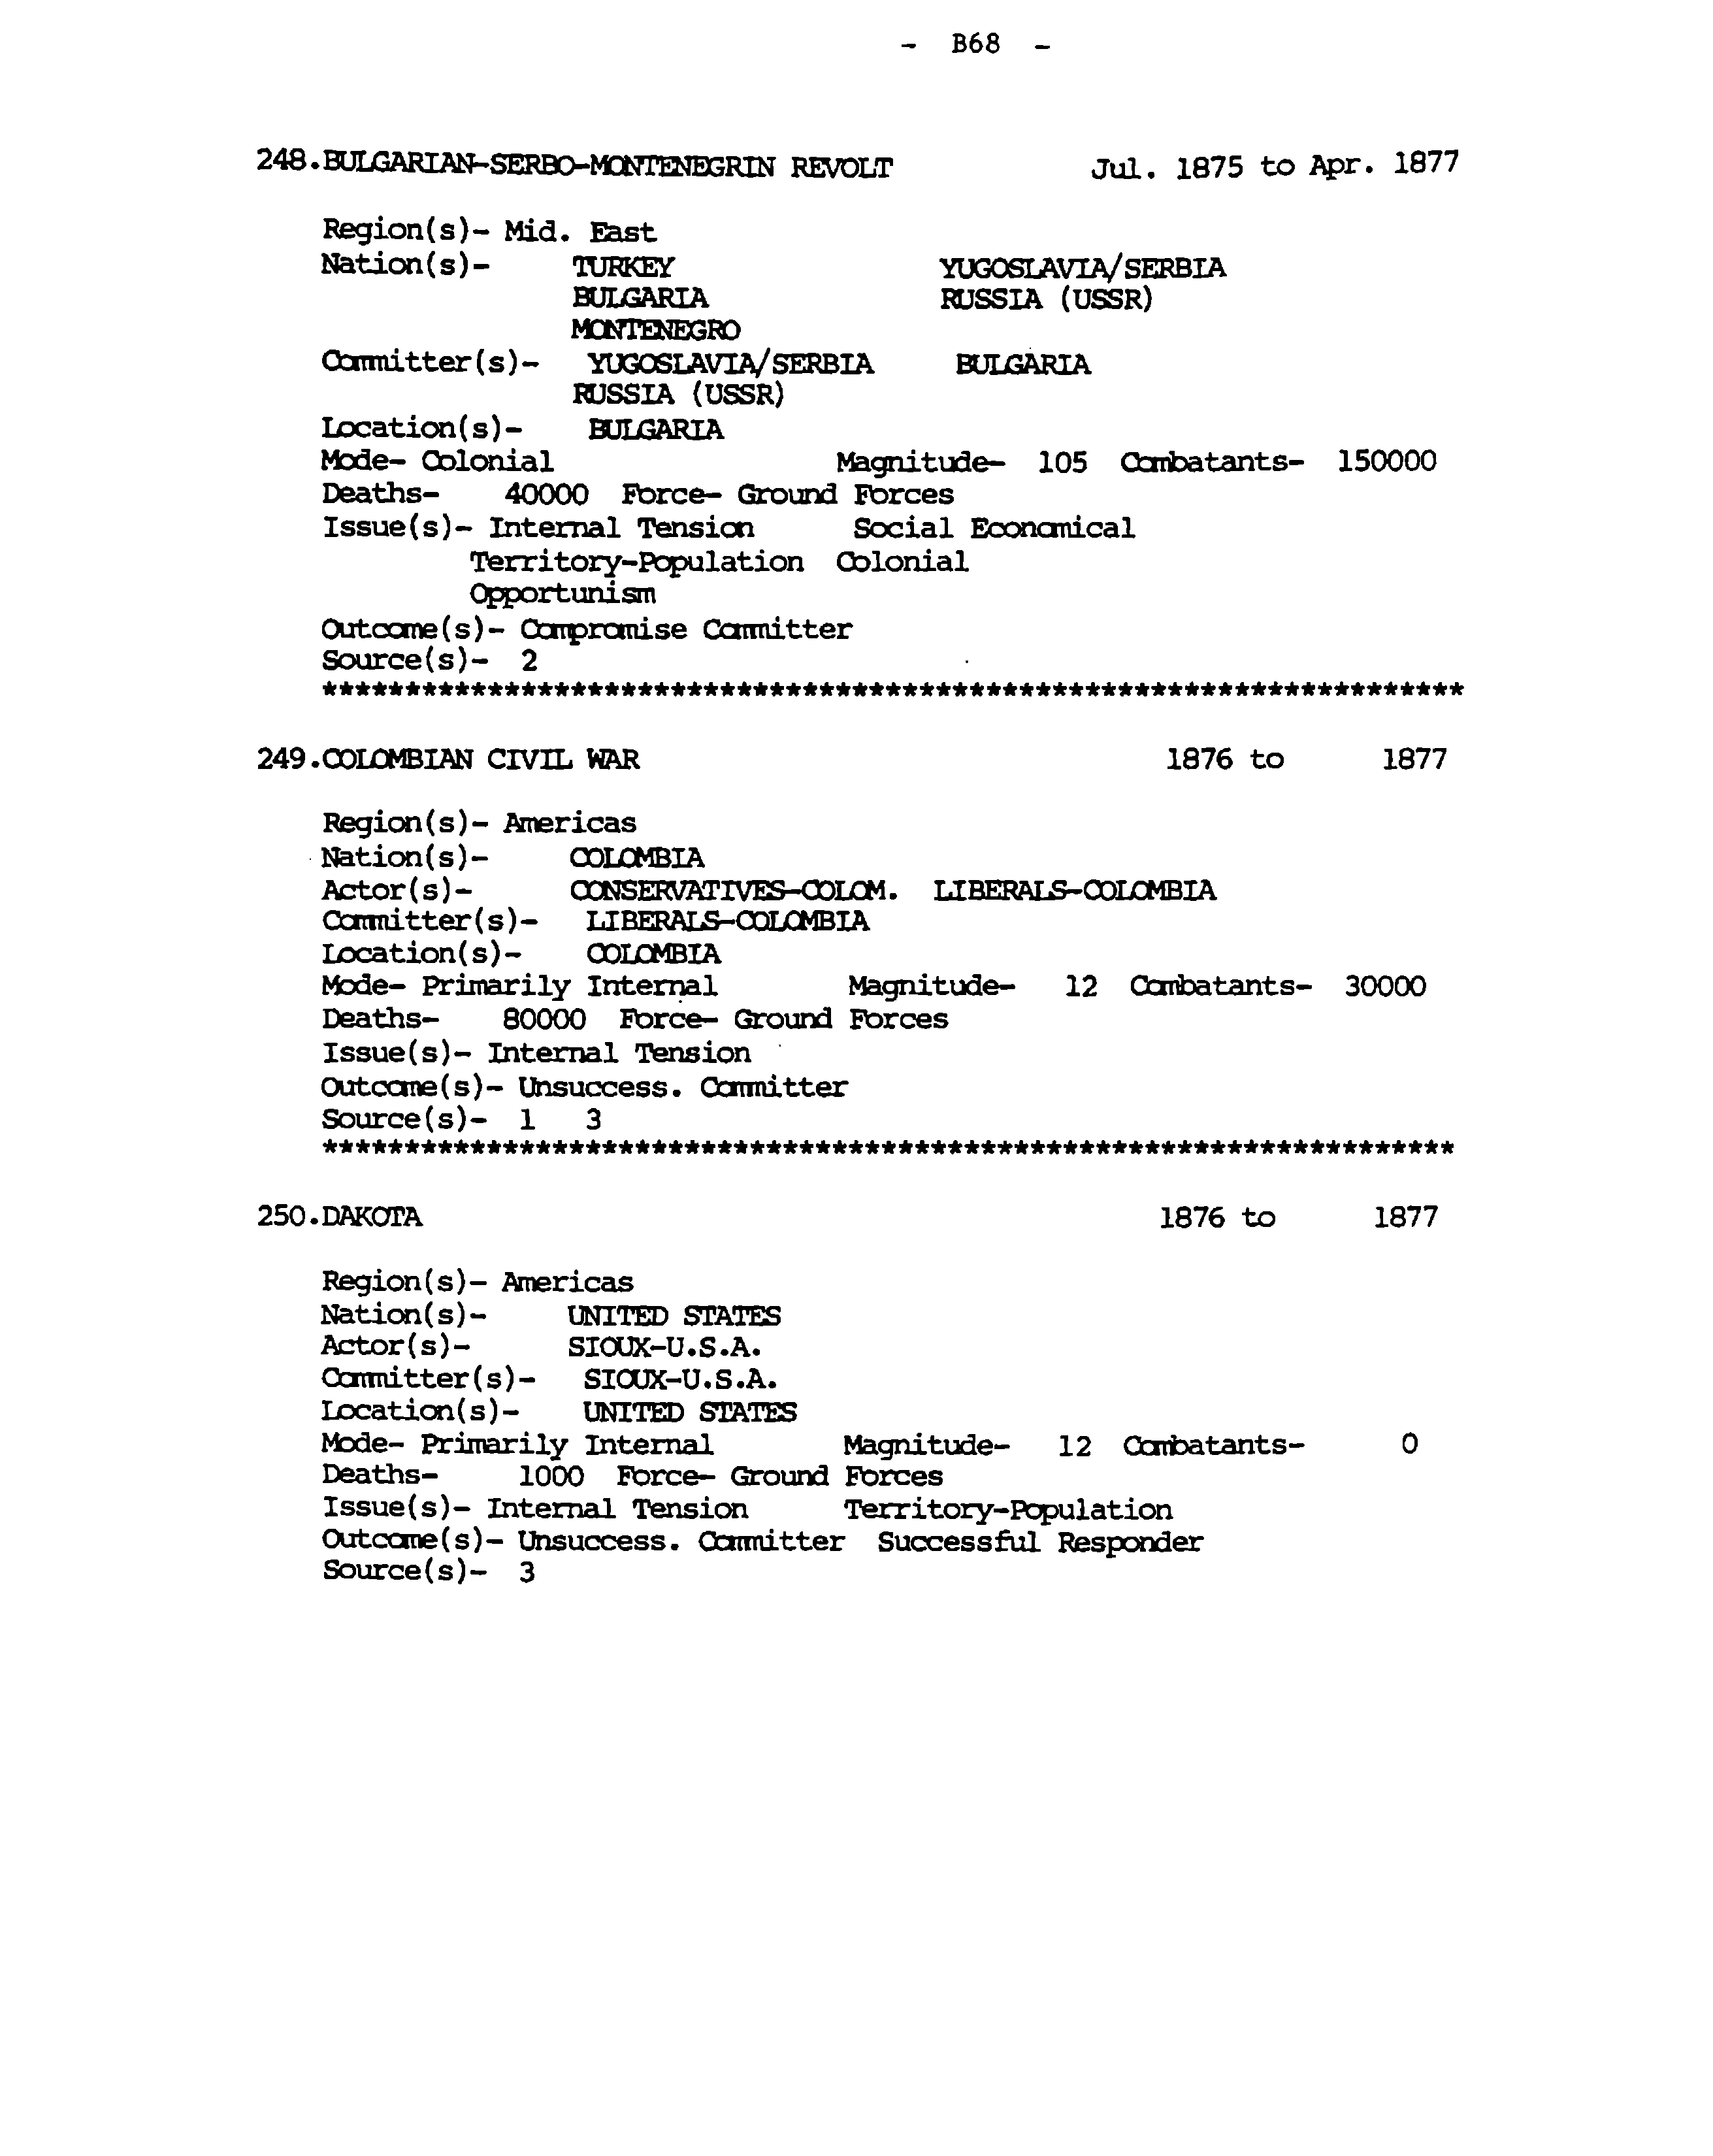 - B68 -
248.BULGARIAN-SERBO-MONTENEGRIN REVOLT Jul. 1875 to Apr. 1877
Region(s)- Mid. East
Nation(s)- TURKEY YUGOSLAVIA/SERBIA
BULGARIA RUSSIA (USSR)
MONTENEGRO
Committer(s)- YUGOSLAVIA/SERBIA BULGARIA
RUSSIA (USSR)
Location(s)- BULGARIA
Mode- Colonial Magnitude- 105 Combatants- 150000
Deaths- 40000 Force- Ground Forces
Issue(s)- Internal Tension Social Economical
Territory-Population Colonial
Opportunism
Outcome(s)- Compromise Committer
Source(s)- 2
*********************************************************************
249.COLOMBIAN CIVIL WAR 1876 to 1877
Region(s)- Americas
Nation(s)- COLOMBIA
Actor(s)- CONSERVATIVES-COLOM. LIBERALS-COLOMBIA
Committer(s)- LIBERALS-COLOMBIA
Location(s)- COLOMBIA
Mode- Primarily Internal Magnitude- 12 Combatants- 30000
Deaths- 80000 Force- Ground Forces
Issue(s)- Internal Tension
Outcome(s)- Unsuccess. Committer
Source(s)- 1 3
*********************************************************************
250.DAKOTA 1876 to 1877
Region(s)- Americas
Nation(s)- UNITED STATES
Actor(s)- SIOUX-U.S.A.
Committer(s)- SIOUX-U.S.A.
Location(s)- UNITED STATES
Mode- Primarily Internal Magnitude- 12 Combatants- 0
Deaths- 1000 Force- Ground Forces
Issue(s)- Internal Tension Territory-Population
Outcome(s)- Unsuccess. Committer Successful Responder
Source(s)- 3